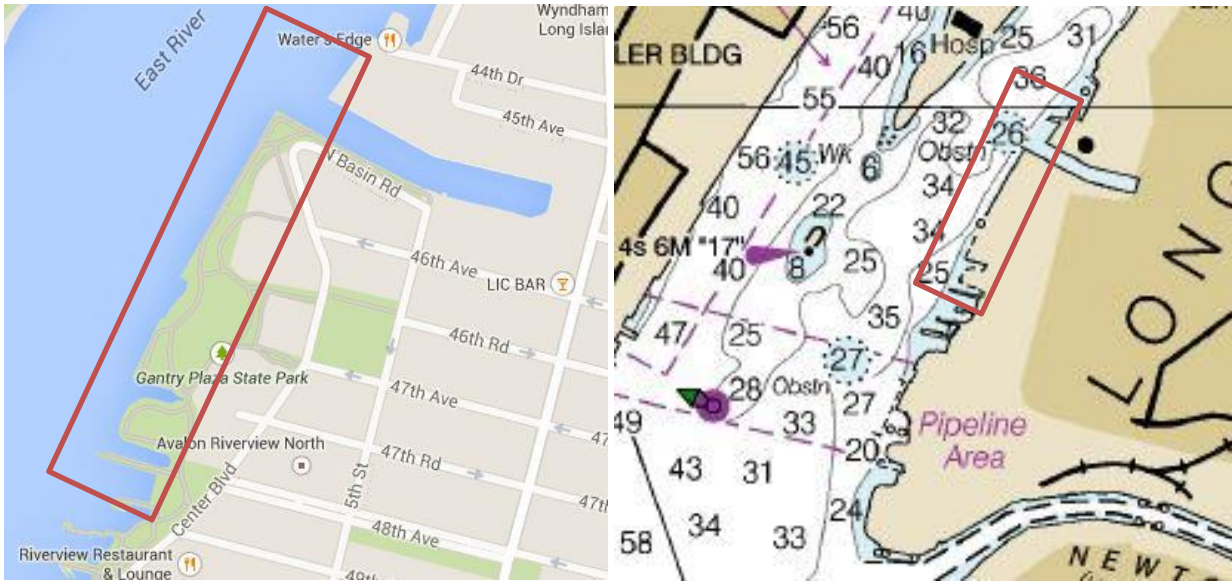 East River
Water's Edge
Wyndham
Long Islan
44th Dr
45th Ave
N Basin Rd
46th Ave
LIC BAR
46th Rd
Gantry Plaza State Park
47th Ave
47th
Avalon Riverview North
47th Rd
47th
Center Blvd
5th St
48th Ave
Riverview Restaurant
& Lounge
49th
56
40
16
Hosp
25
31
LER BLDG
40
36
55
32
26
56
45
Wk
6
Obstn
34
40
22
34
4s 6M "17"
40
8
25
25
47
25
35
27
28
Obstn
27
49
33
20
Pipeline
Area
43
31
24
34
33
58
LONG
NEWT